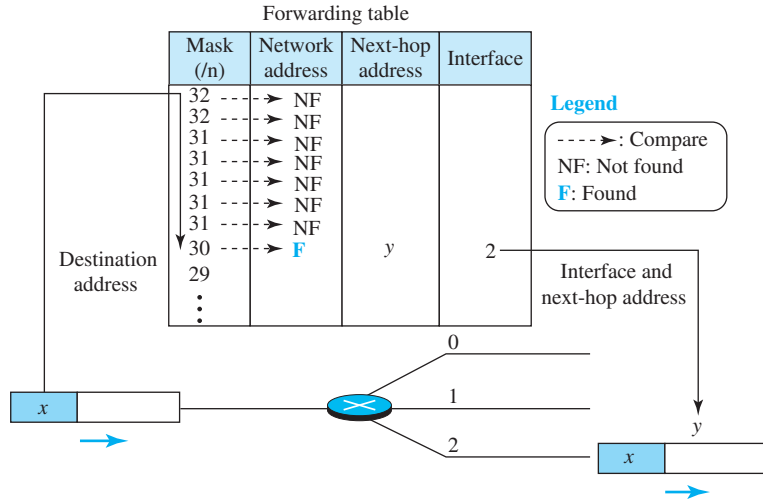 Forwarding table
Mask (/n) Network address Next-hop address Interface
32 NF
32 NF
31 NF
31 NF
31 NF
31 NF
31 NF
30 F y 2
29
Legend
: Compare
NF: Not found
F: Found
Destination address
Interface and next-hop address
0
1
2
x
y
x